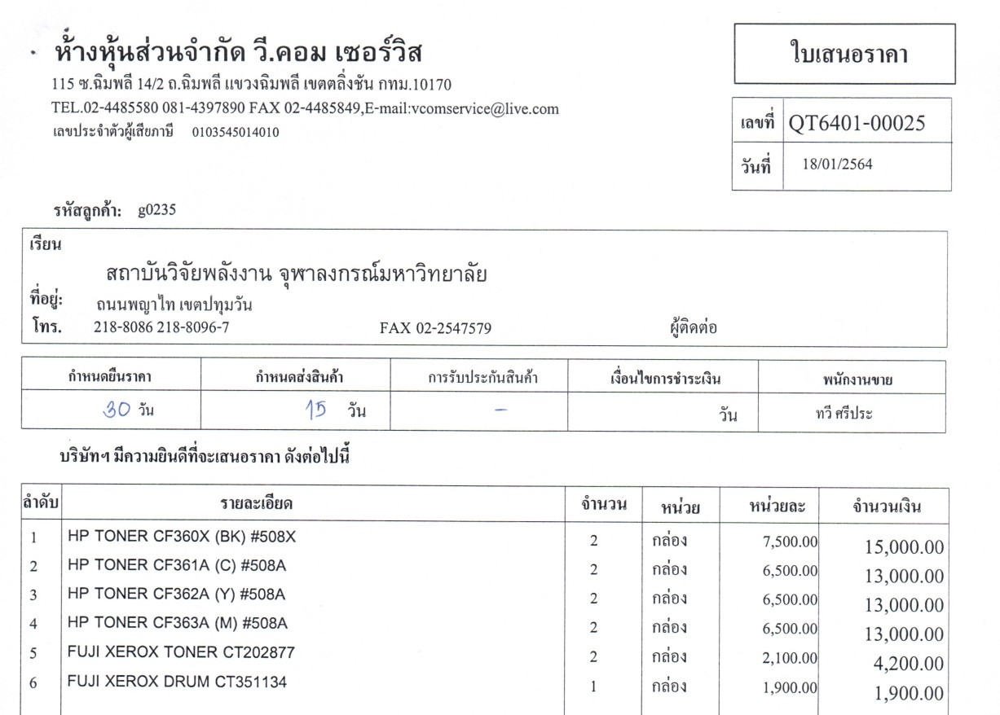 ห้างหุ้นส่วนจำกัด วี.คอม เซอร์วิส
ใบเสนอราคา
115 ซ.ฉิมพลี 14/2 ถ.ฉิมพลี แขวงฉิมพลี เขตตลิ่งชัน กทม.10170
TEL.02-4485580 081-4397890 FAX 02-4485849,E-mail:vcomservice@live.com
เลขประจำตัวผู้เสียภาษี 0103545014010
เลขที่ QT6401-00025
วันที่ 18/01/2564
รหัสลูกค้า: g0235
เรียน
สถาบันวิจัยพลังงาน จุฬาลงกรณ์มหาวิทยาลัย
ที่อยู่: ถนนพญาไท เขตปทุมวัน
โทร. 218-8086 218-8096-7 FAX 02-2547579 ผู้ติดต่อ
กำหนดยืนราคา กำหนดส่งสินค้า การรับประกันสินค้า เงื่อนไขการชำระเงิน พนักงานขาย
30 วัน 15 วัน - วัน ทวี ศรีประ
บริษัทฯ มีความยินดีที่จะเสนอราคา ดังต่อไปนี้
ลำดับ รายละเอียด จำนวน หน่วย หน่วยละ จำนวนเงิน
1 HP TONER CF360X (BK) #508X 2 กล่อง 7,500.00 15,000.00
2 HP TONER CF361A (C) #508A 2 กล่อง 6,500.00 13,000.00
3 HP TONER CF362A (Y) #508A 2 กล่อง 6,500.00 13,000.00
4 HP TONER CF363A (M) #508A 2 กล่อง 6,500.00 13,000.00
5 FUJI XEROX TONER CT202877 2 กล่อง 2,100.00 4,200.00
6 FUJI XEROX DRUM CT351134 1 กล่อง 1,900.00 1,900.00